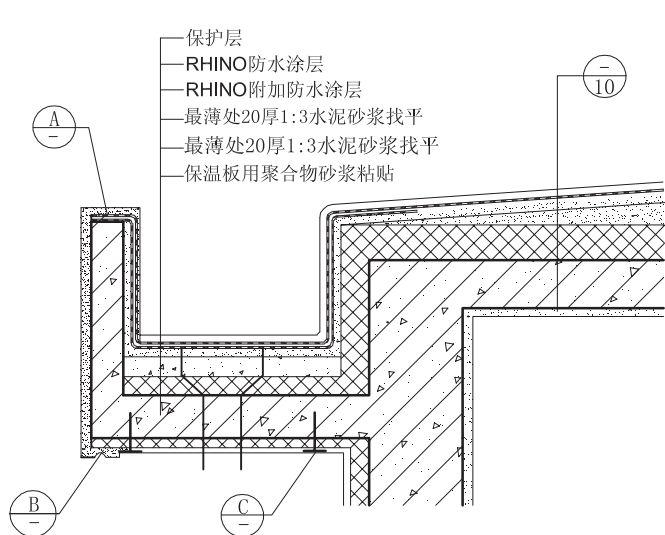 保护层
RHINO防水涂层
RHINO附加防水涂层
最薄处20厚1:3水泥砂浆找平
最薄处20厚1:3水泥砂浆找平
保温板用聚合物砂浆粘贴
A
–
–
10
B
–
C
–